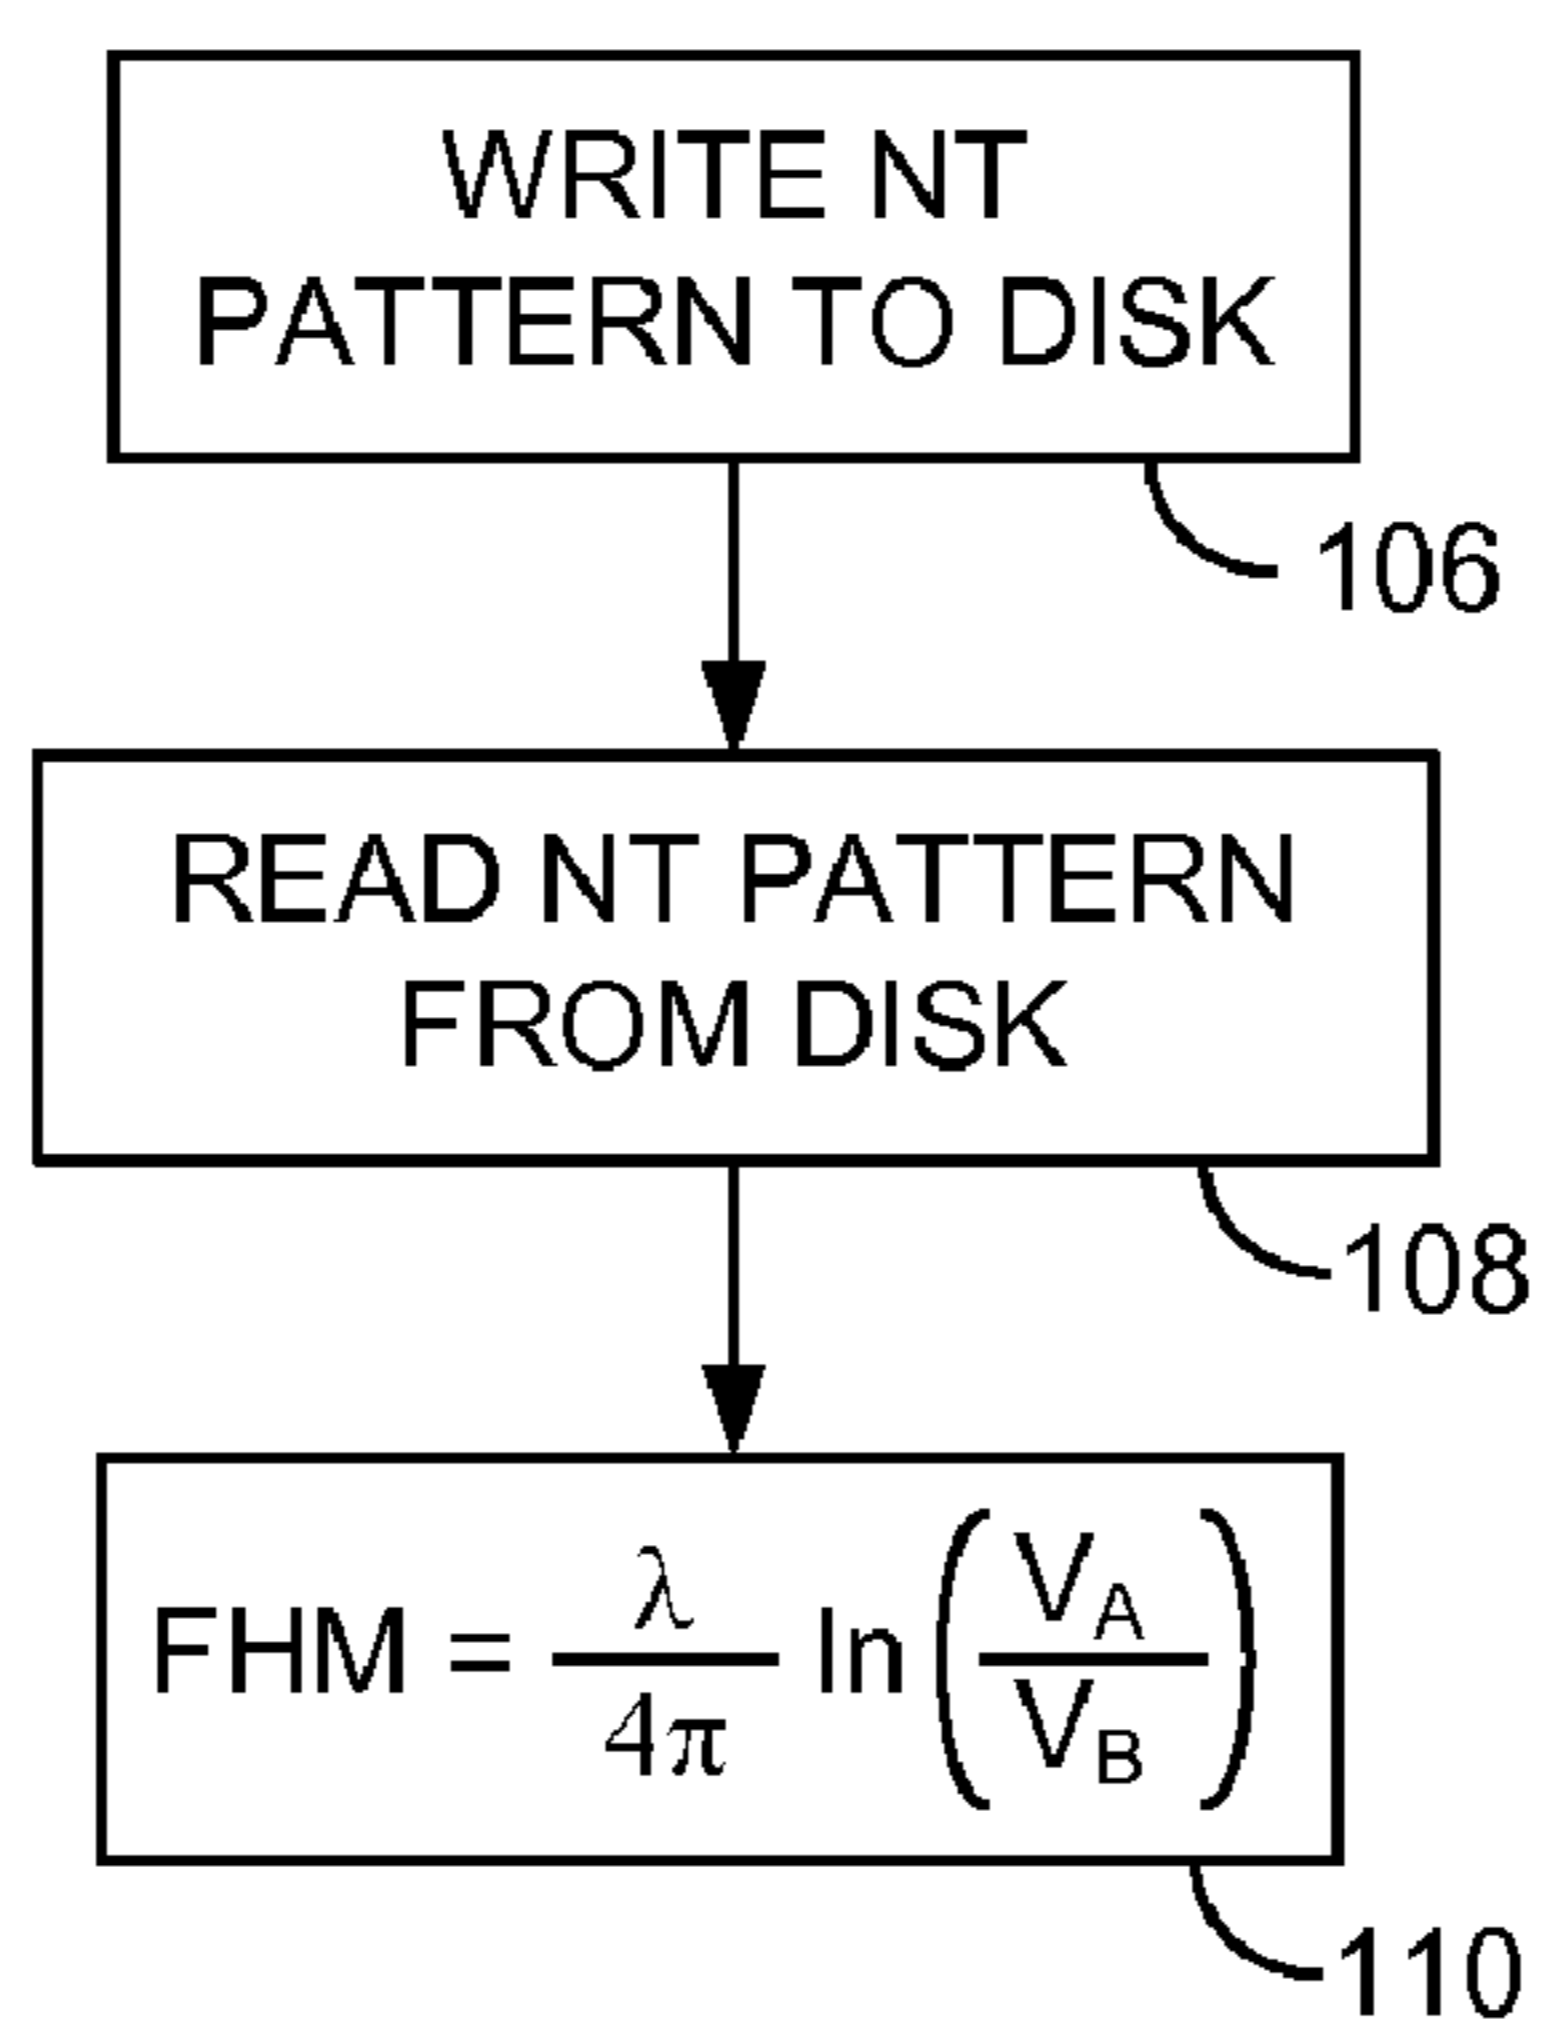 WRITE NT
PATTERN TO DISK
106
READ NT PATTERN
FROM DISK
108
FHM = λ/4π ln(V_A/V_B)
110